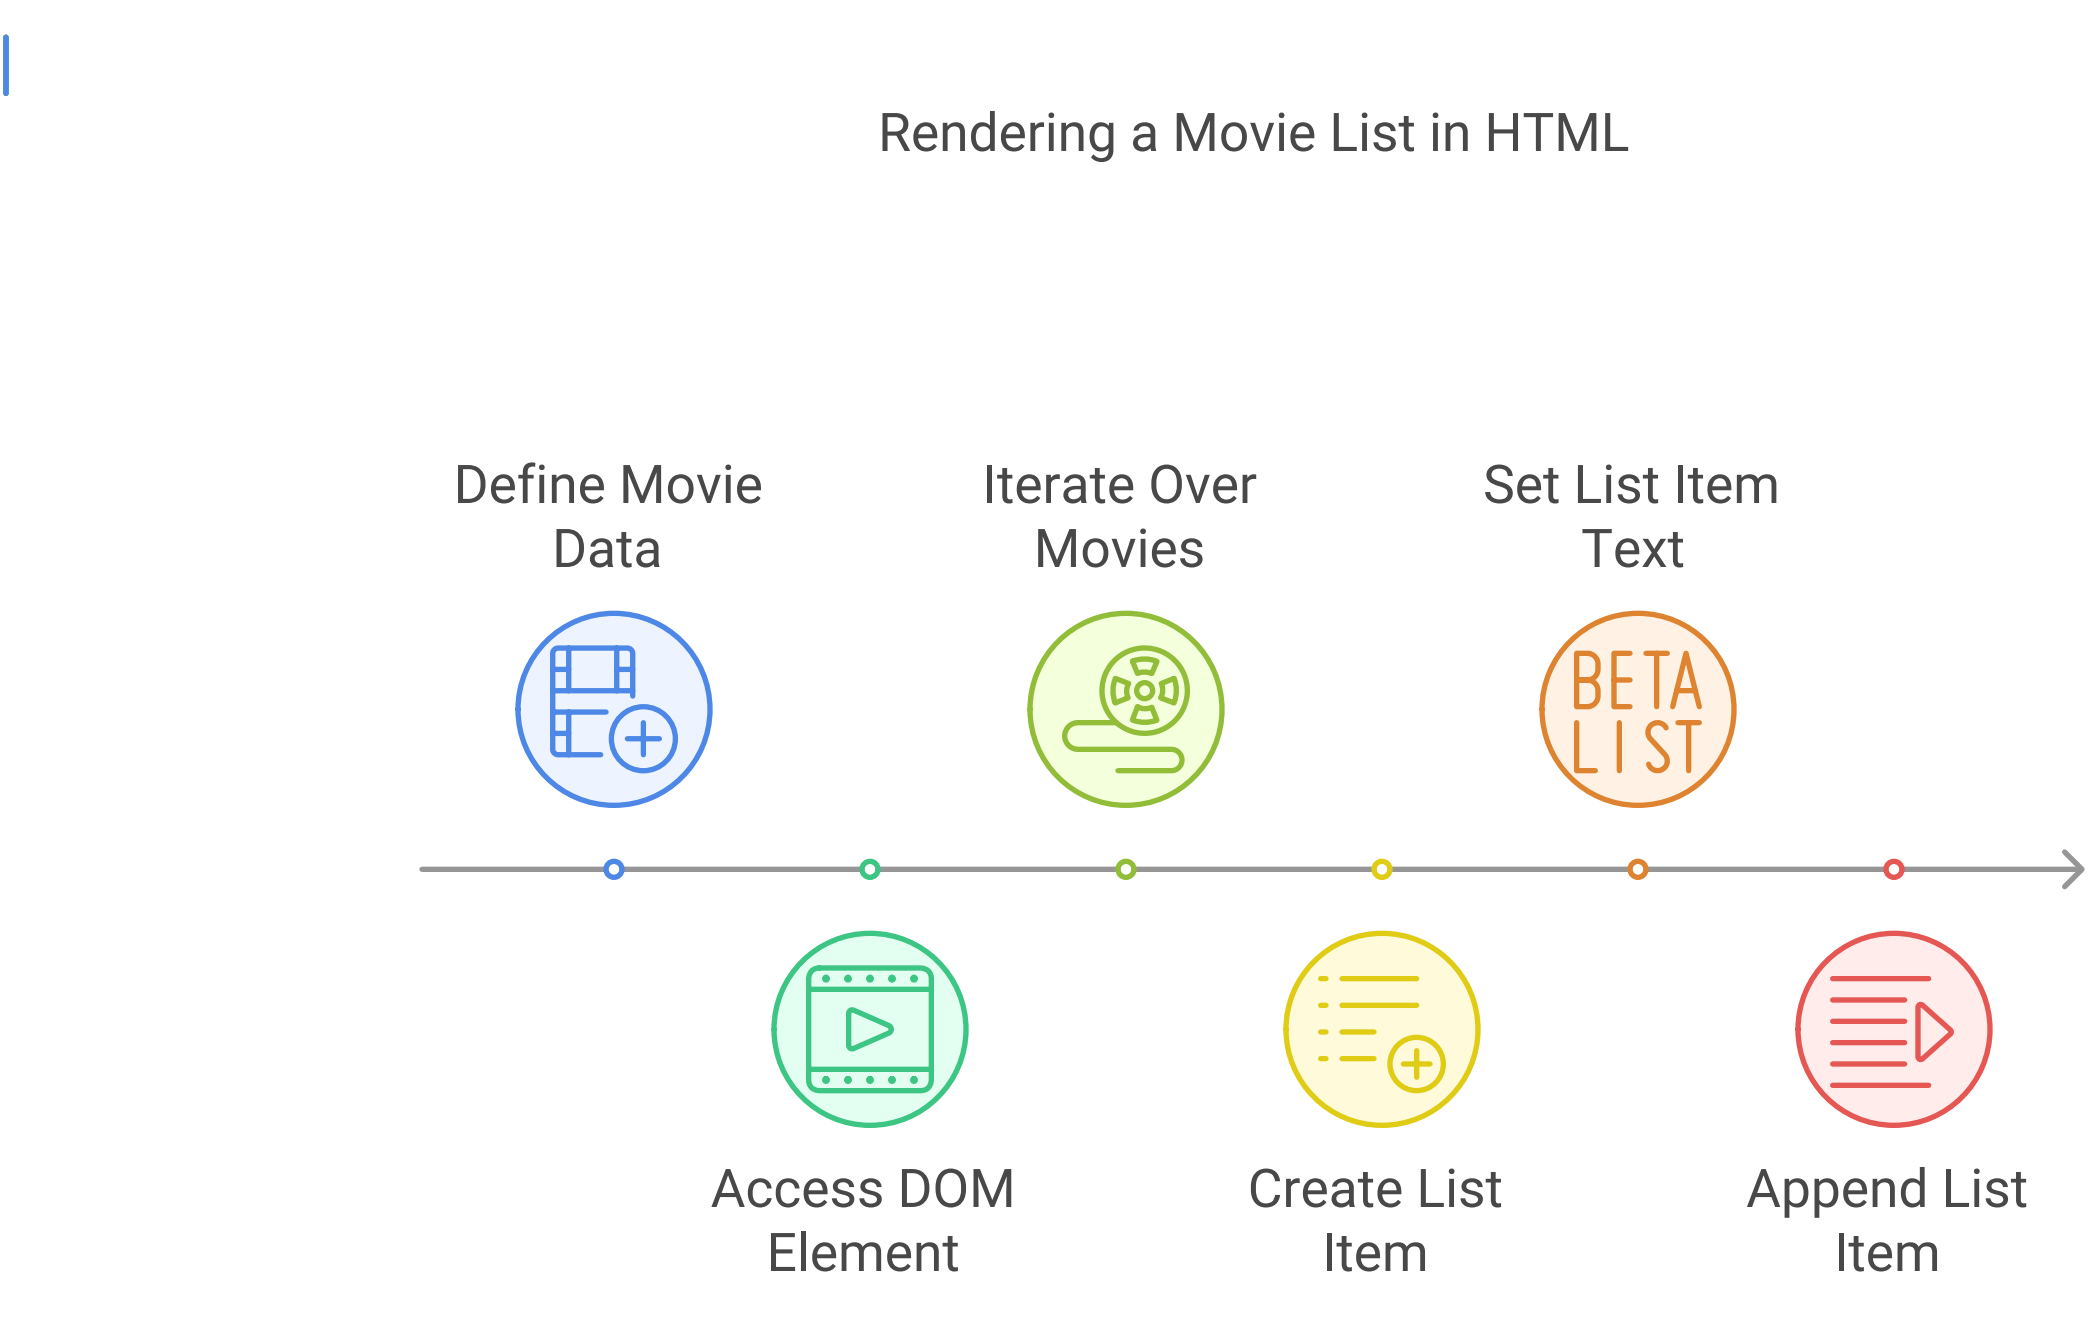 Rendering a Movie List in HTML
Define Movie
Data
Iterate Over
Movies
Set List Item
Text
BETA
LIST
Access DOM
Element
Create List
Item
Append List
Item